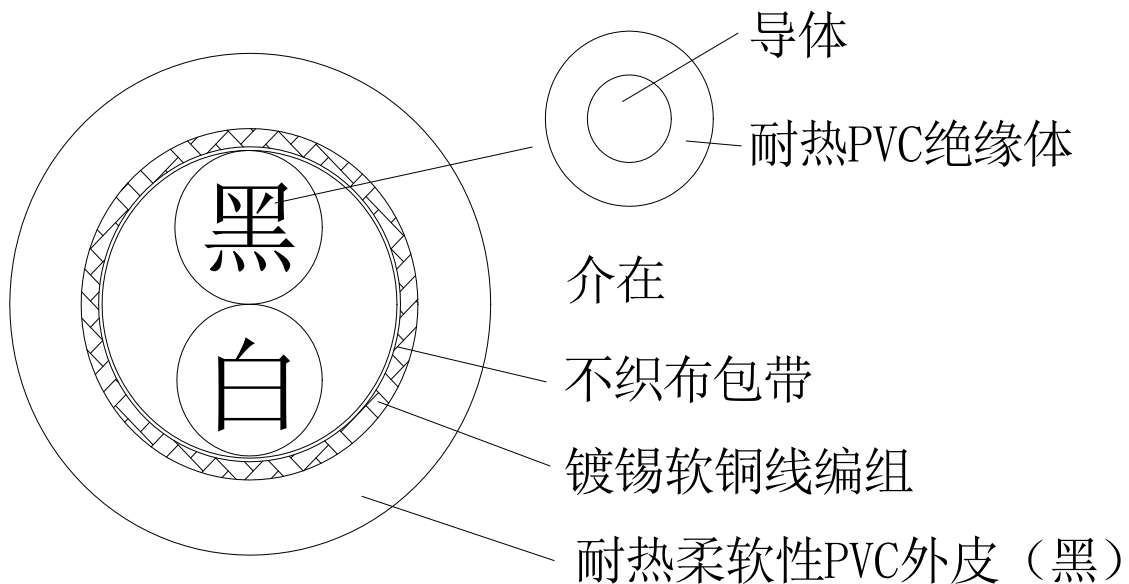 导体
耐热PVC绝缘体
黑
介在
白
不织布包带
镀锡软铜线编组
耐热柔软性PVC外皮（黑）